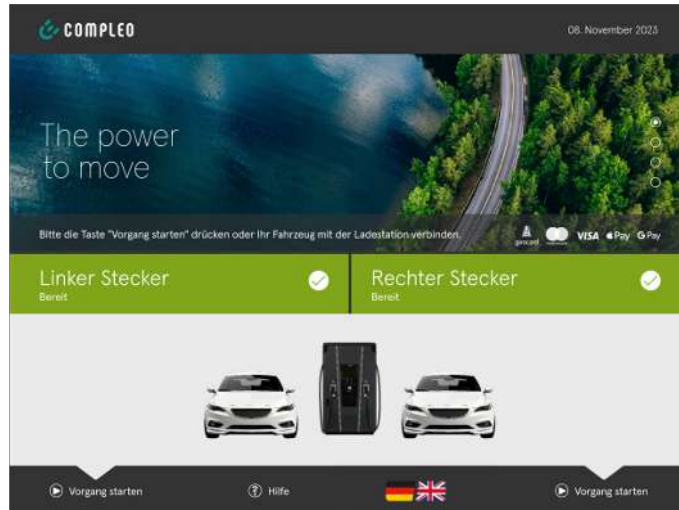 COMPLEO
08. November 2023
The power
to move
Bitte die Taste "Vorgang starten" drücken oder Ihr Fahrzeug mit der Ladestation verbinden.
girocard
VISA Pay G Pay
Linker Stecker
Bereit
Rechter Stecker
Bereit
Vorgang starten
Hilfe
Vorgang starten